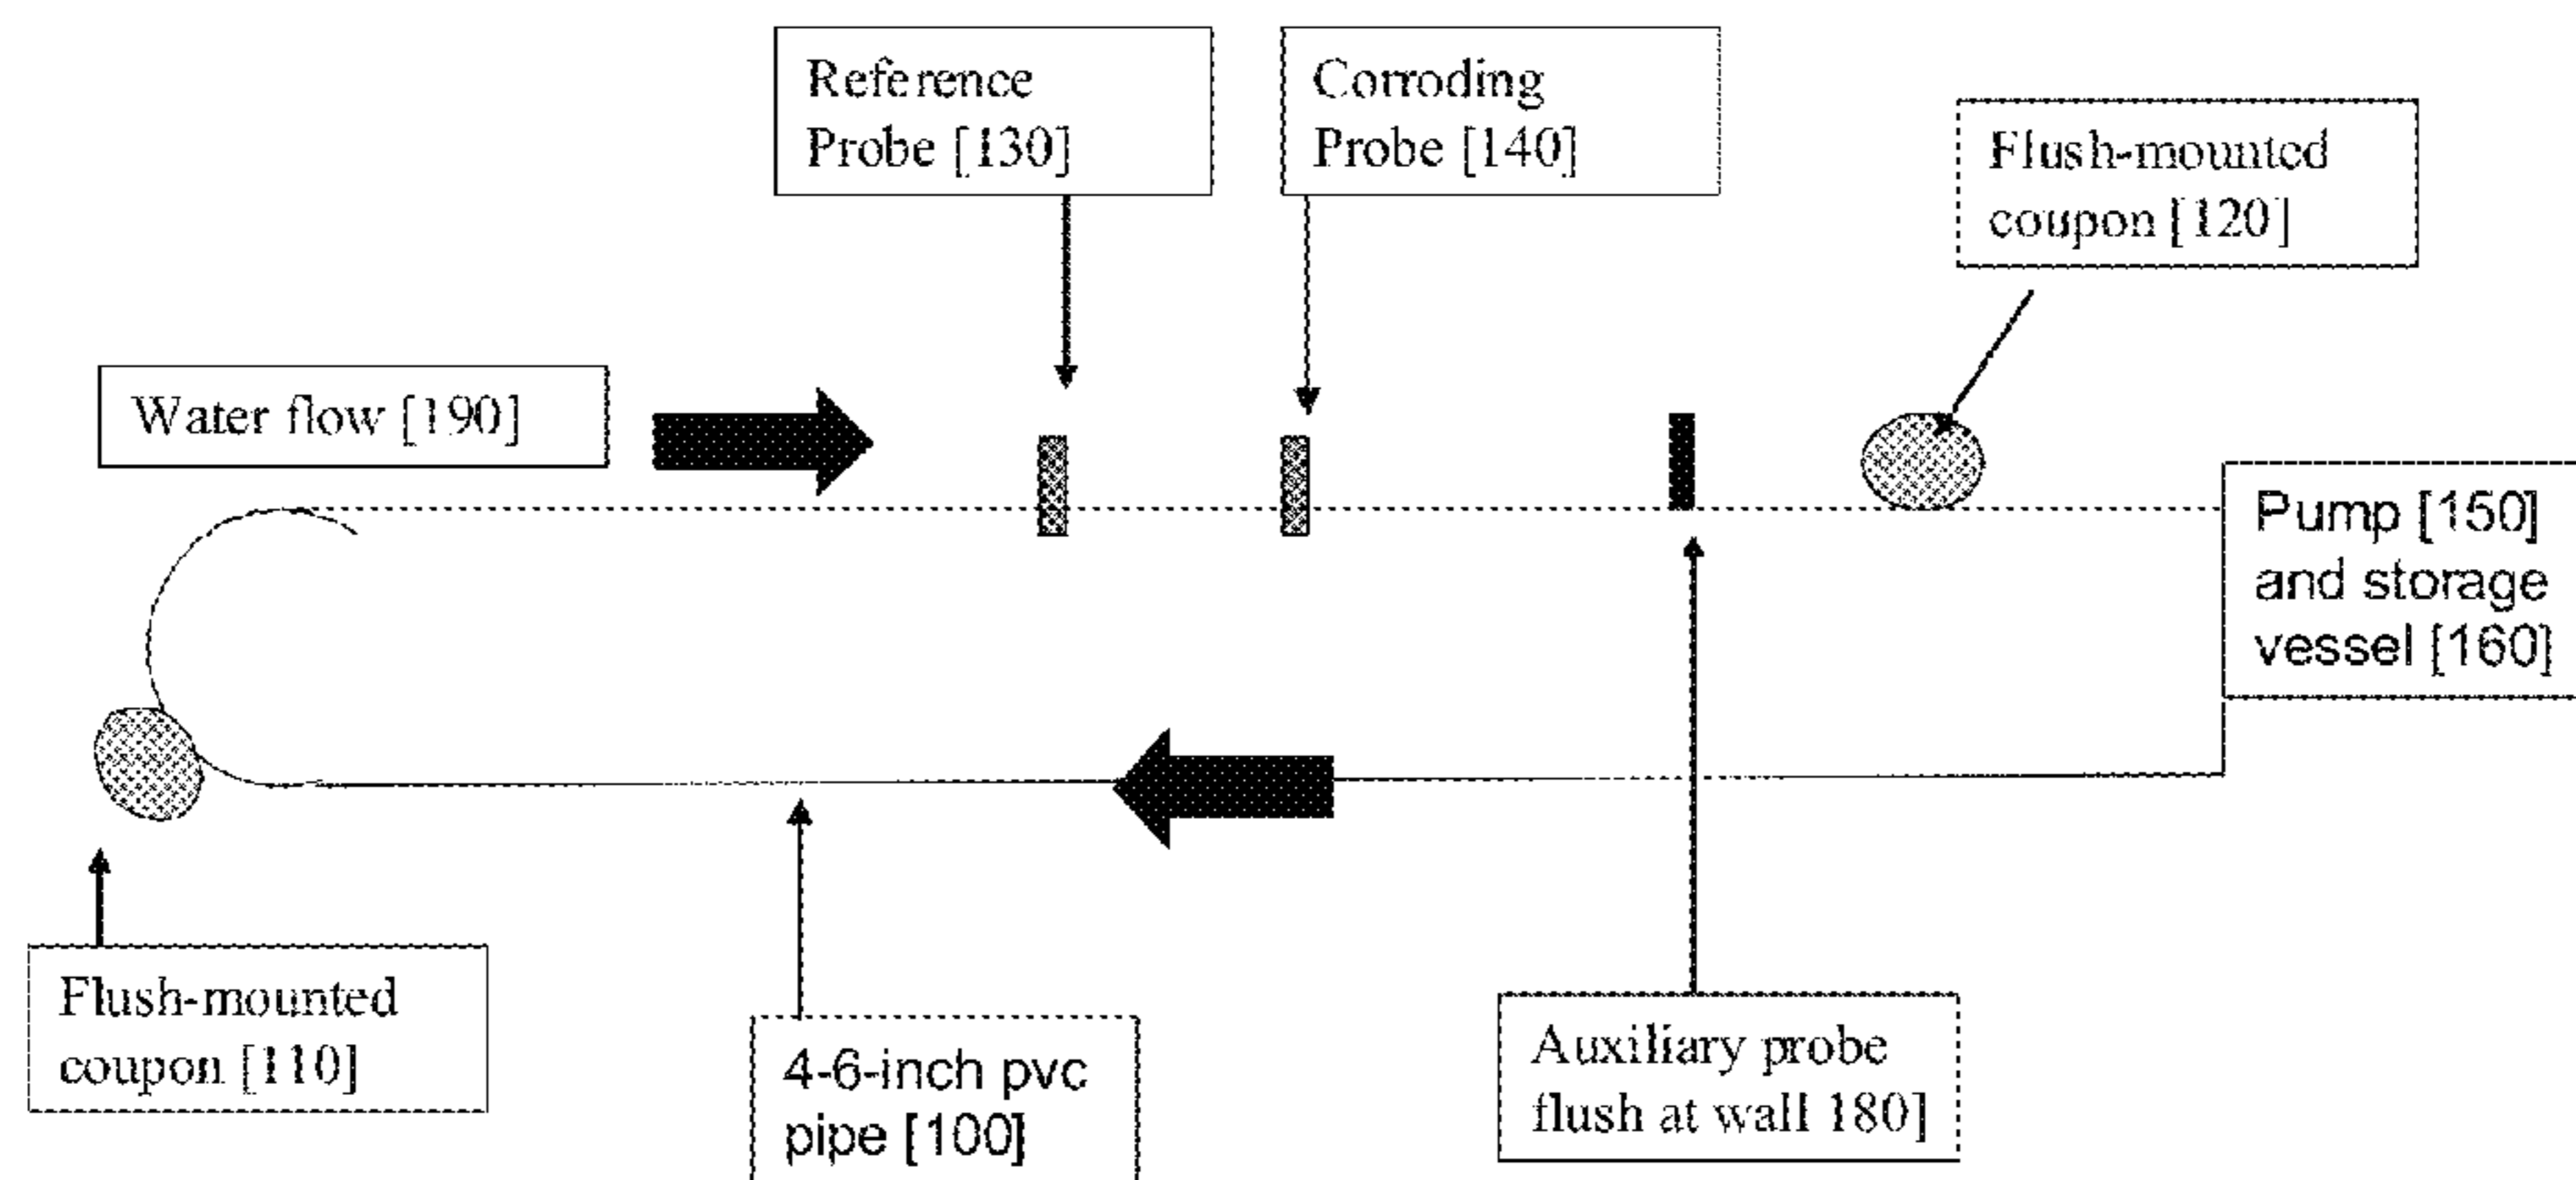 Reference
Probe [130]
Corroding
Probe [140]
Flush-mounted
coupon [120]
Water flow [190]
Pump [150]
and storage
vessel [160]
Flush-mounted
coupon [110]
4-6-inch pvc
pipe [100]
Auxiliary probe
flush at wall 180]